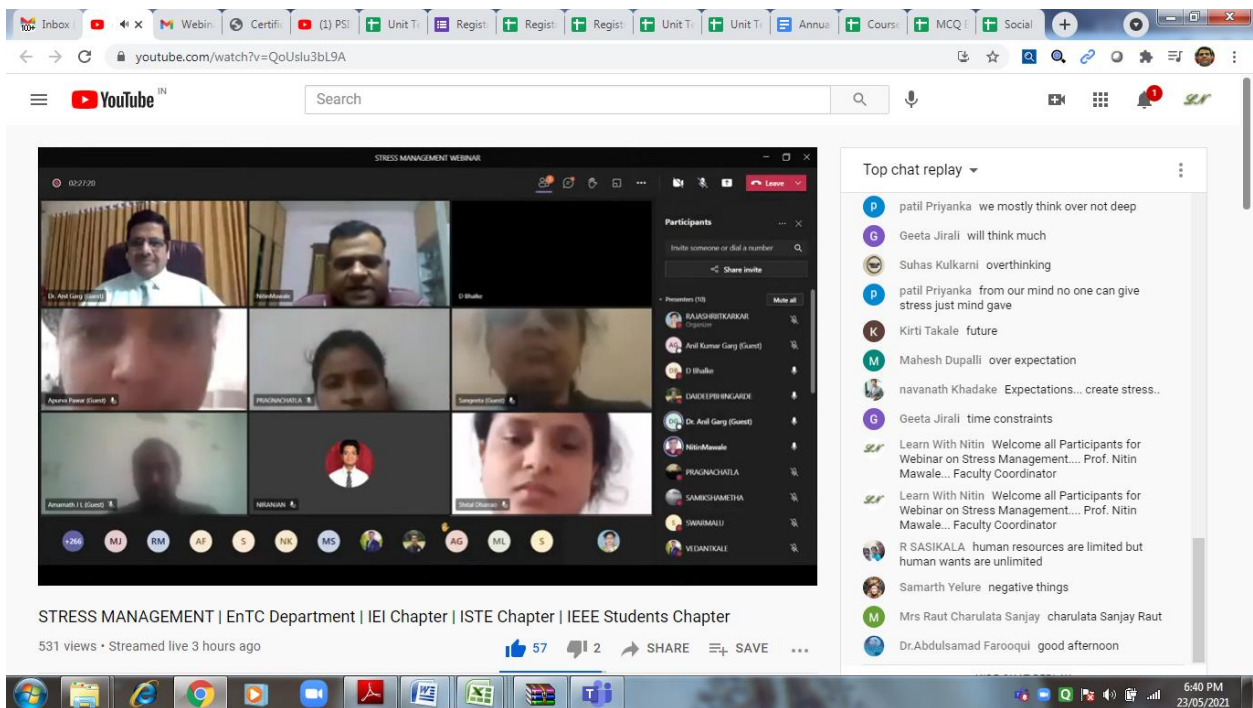 Inbox
Webin
Certific
(1) PSI
Unit Te
Regist
Regist
Regist
Unit Te
Unit Te
Annua
Course
MCQ
Social
youtube.com/watch?v=QoUslu3bL9A
YouTube IN
Search
1
STRESS MANAGEMENT WEBINAR
02:27:20
Leave
Dr. Anil Garg (Guest)
NitinMawale
D Bhalke
Apurva Pawar (Guest)
PRAGNACHATLA
Sangeeta (Guest)
Amarnath I L (Guest)
NIRANJAN
Shital Dhanrao
+266 MJ RM AF S NK MS AG ML S
Participants
Invite someone or dial a number
Share invite
Presenters (10) Mute all
RAJASHRIITKARKAR
Organizer
AG Anil Kumar Garg (Guest)
D Bhalke
DAIDEEPBHINGARDE
DG Dr. Anil Garg (Guest)
NitinMawale
PRAGNACHATLA
SAMIKSHAMETHA
S SWARMALU
VEDANTKALE
STRESS MANAGEMENT | EnTC Department | IEI Chapter | ISTE Chapter | IEEE Students Chapter
531 views • Streamed live 3 hours ago
57 2 SHARE SAVE
Top chat replay
P patil Priyanka we mostly think over not deep
G Geeta Jirali will think much
Suhas Kulkarni overthinking
P patil Priyanka from our mind no one can give
stress just mind gave
K Kirti Takale future
M Mahesh Dupalli over expectation
navanath Khadake Expectations... create stress..
G Geeta Jirali time constraints
LN Learn With Nitin Welcome all Participants for
Webinar on Stress Management.... Prof. Nitin
Mawale... Faculty Coordinator
LN Learn With Nitin Welcome all Participants for
Webinar on Stress Management.... Prof. Nitin
Mawale... Faculty Coordinator
R SASIKALA human resources are limited but
human wants are unlimited
Samarth Yelure negative things
M Mrs Raut Charulata Sanjay charulata Sanjay Raut
Dr.Abdulsamad Farooqui good afternoon
6:40 PM
23/05/2021